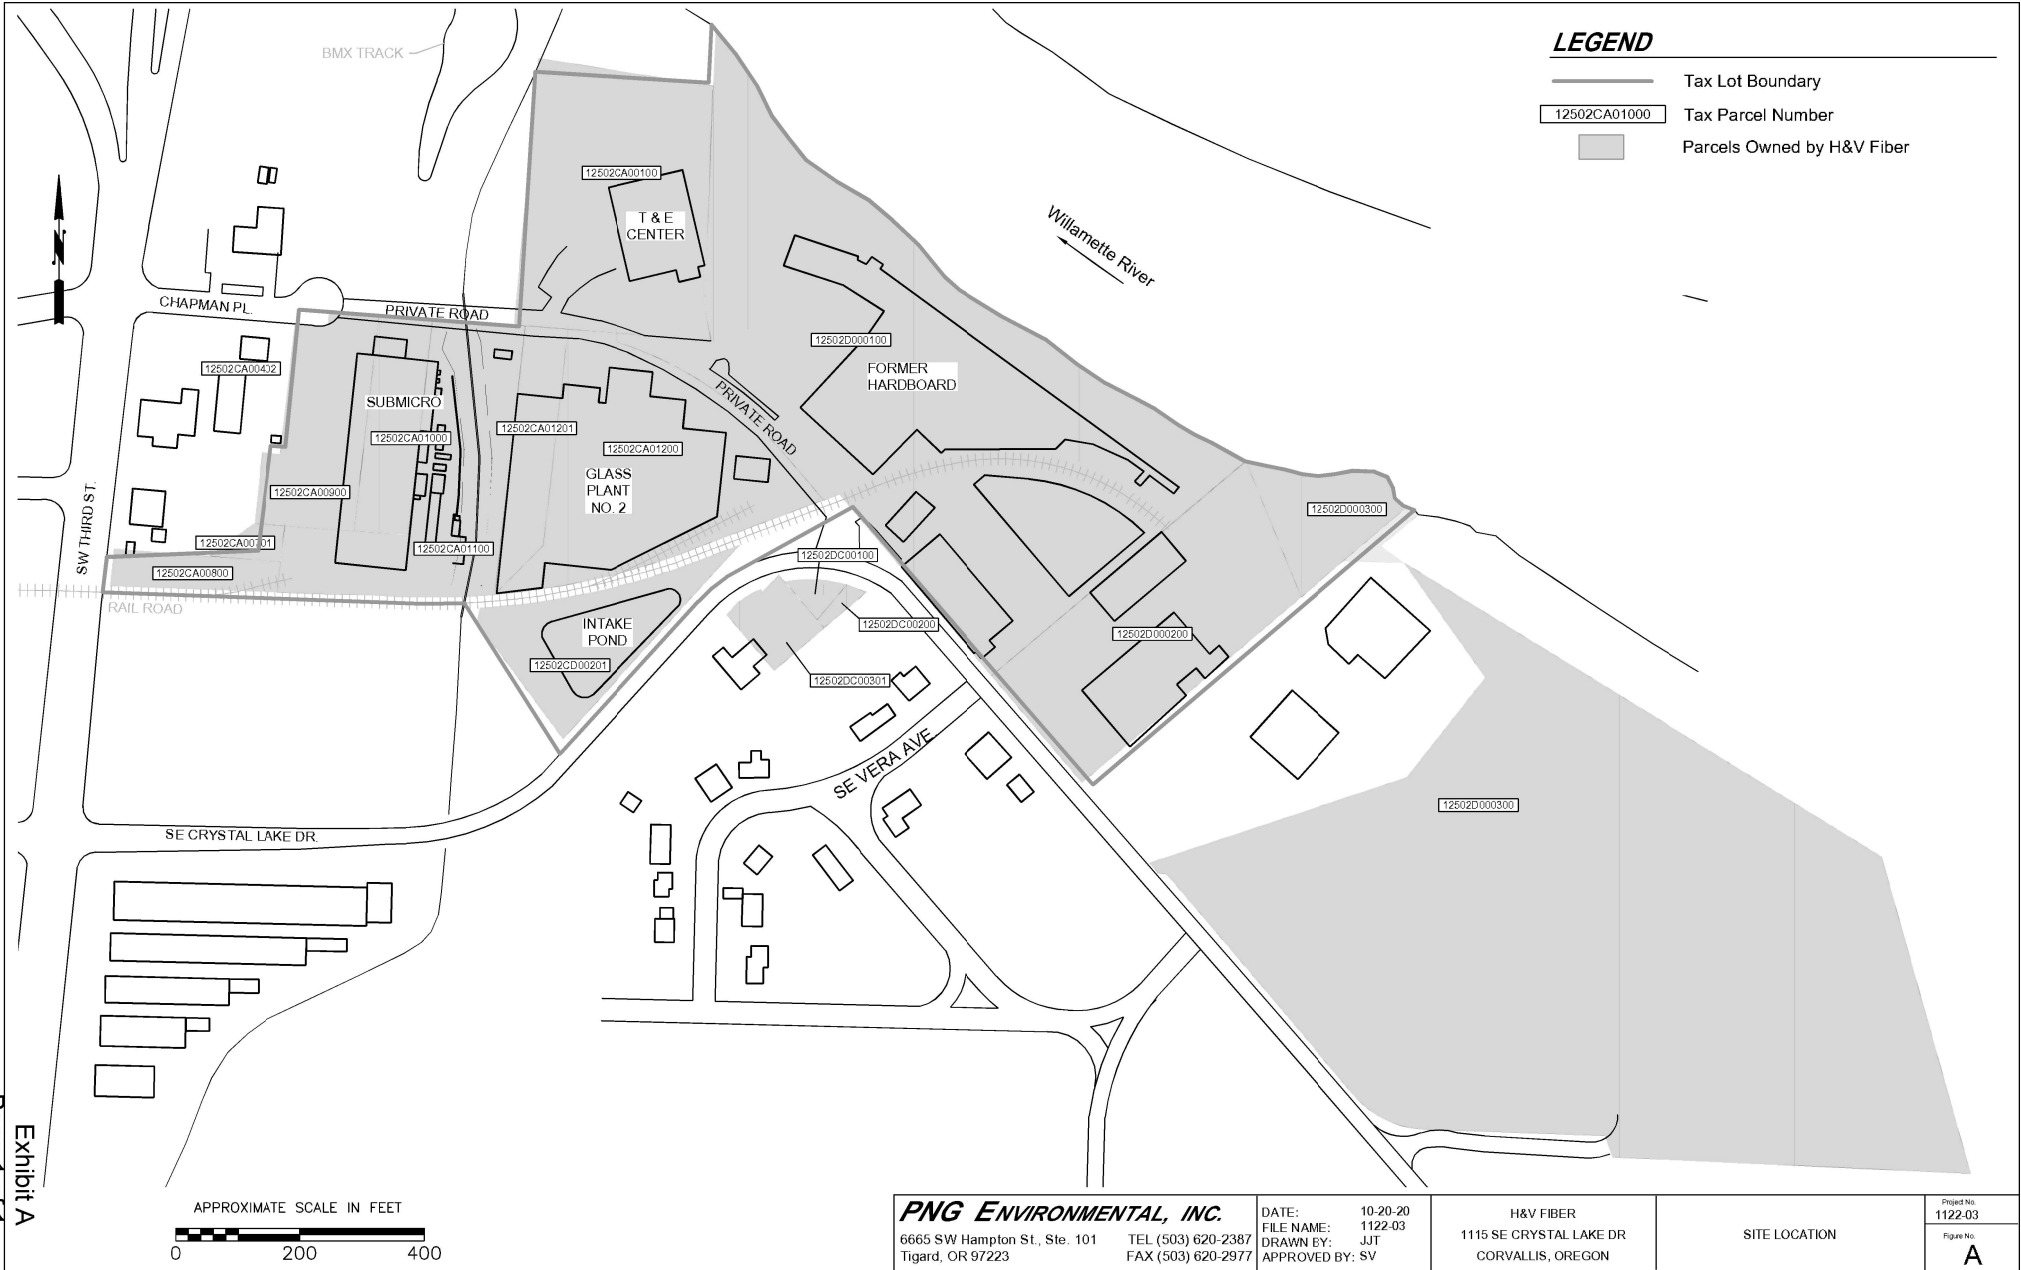 BMX TRACK
LEGEND
Tax Lot Boundary
12502CA01000
Tax Parcel Number
Parcels Owned by H&V Fiber
N
12502CA00100
T & E
CENTER
Willamette River
CHAPMAN PL.
PRIVATE ROAD
12502D000100
12502CA00402
FORMER
HARDBOARD
SUBMICRO
PRIVATE ROAD
12502CA01000
12502CA01201
12502CA01200
GLASS
PLANT
NO. 2
12502CA00900
SW THIRD ST.
12502D000300
12502CA00701
12502CA01100
12502DC00100
12502CA00800
RAIL ROAD
INTAKE
POND
12502DC00200
12502D000200
12502CD00201
12502DC00301
SE VERA AVE
12502D000300
SE CRYSTAL LAKE DR.
Exhibit A
APPROXIMATE SCALE IN FEET
0 200 400
PNG ENVIRONMENTAL, INC.
6665 SW Hampton St., Ste. 101 TEL (503) 620-2387
Tigard, OR 97223 FAX (503) 620-2977
DATE: 10-20-20
FILE NAME: 1122-03
DRAWN BY: JJT
APPROVED BY: SV
H&V FIBER
1115 SE CRYSTAL LAKE DR
CORVALLIS, OREGON
SITE LOCATION
Project No.
1122-03
Figure No.
A